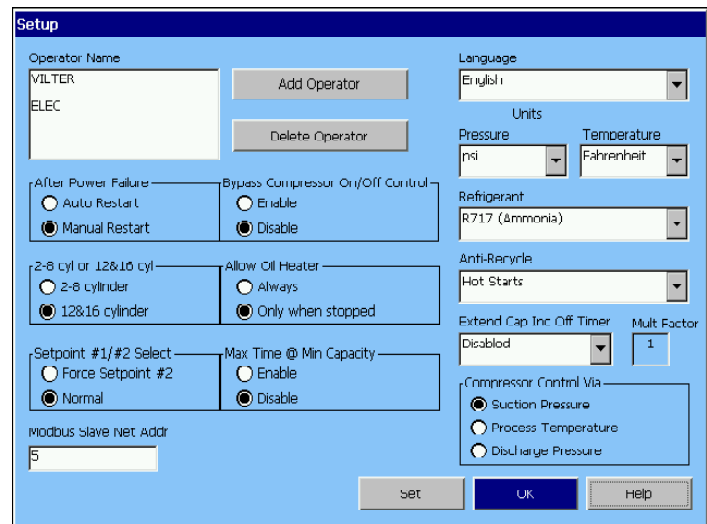 Setup
Operator Name
VILTER
ELEC
Add Operator
Delete Operator
Language
English
Units
Pressure Temperature
psi Fahrenheit
After Power Failure
Auto Restart
Manual Restart
Bypass Compressor On/Off Control
Enable
Disable
Refrigerant
R717 (Ammonia)
2-8 cyl or 12&16 cyl
2-8 cylinder
12&16 cylinder
Allow Oil Heater
Always
Only when stopped
Anti-Recycle
Hot Starts
Extend Cap Inc Off Timer Mult Factor
Disabled 1
Setpoint #1/#2 Select
Force Setpoint #2
Normal
Max Time @ Min Capacity
Enable
Disable
Compressor Control Via
Suction Pressure
Process Temperature
Discharge Pressure
Modbus Slave Net Addr
5
Set OK Help